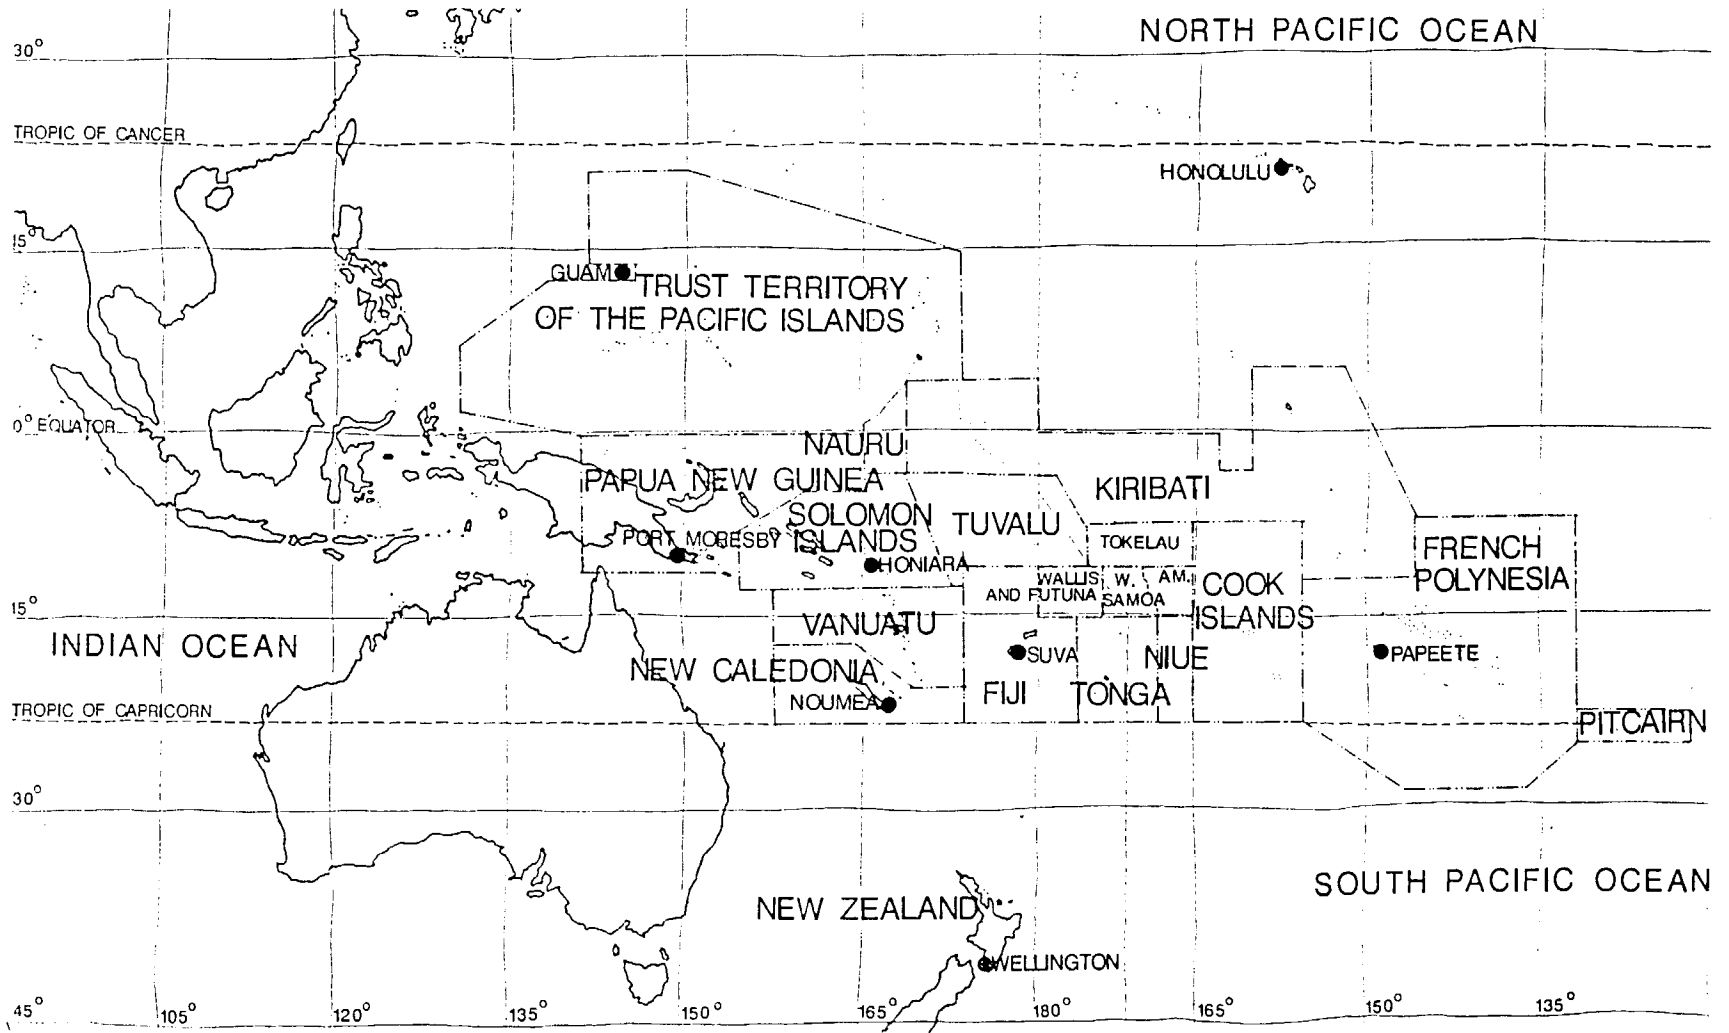 NORTH PACIFIC OCEAN
30°
TROPIC OF CANCER
HONOLULU
15°
GUAM
TRUST TERRITORY
OF THE PACIFIC ISLANDS
0° EQUATOR
NAURU
PAPUA NEW GUINEA
KIRIBATI
SOLOMON
ISLANDS
TUVALU
PORT MORESBY
TOKELAU
FRENCH
POLYNESIA
HONIARA
WALLIS
AND FUTUNA
W.
SAMOA
AM.
COOK
ISLANDS
15°
VANUATU
INDIAN OCEAN
NEW CALEDONIA
SUVA
NIUE
PAPEETE
FIJI
TONGA
NOUMEA
TROPIC OF CAPRICORN
PITCAIRN
30°
SOUTH PACIFIC OCEAN
NEW ZEALAND
WELLINGTON
45°
105°
120°
135°
150°
165°
180°
165°
150°
135°